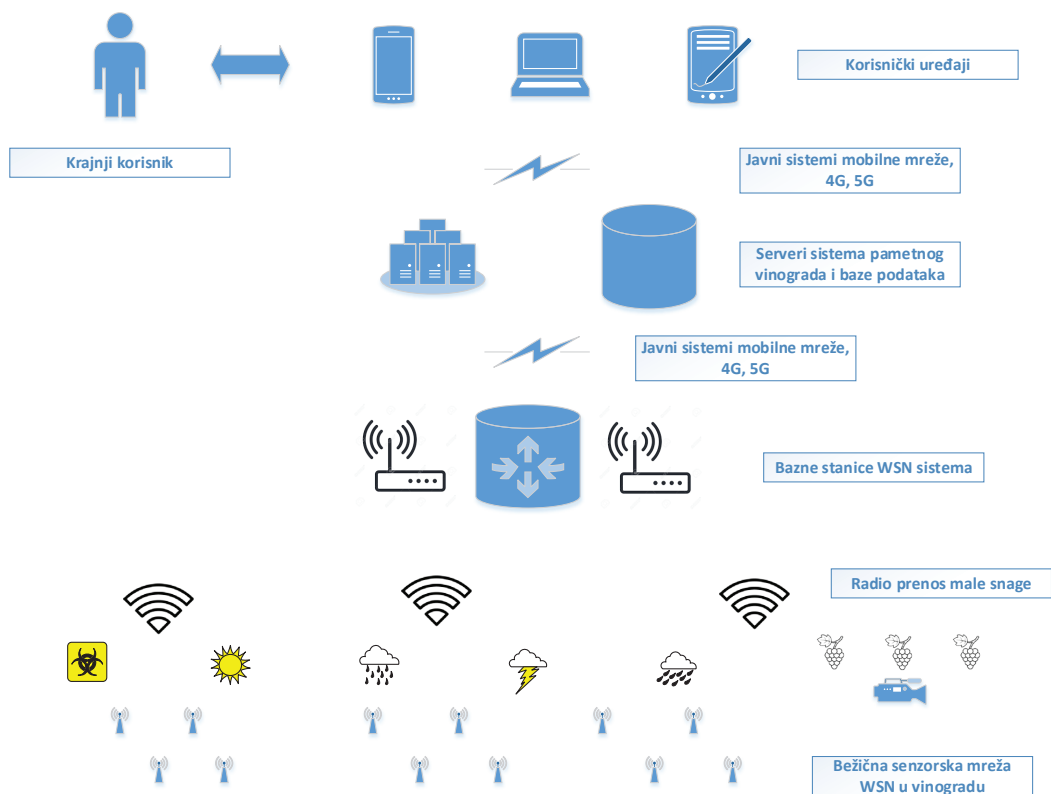 Korisnički uređaji
Krajnji korisnik
Javni sistemi mobilne mreže,
4G, 5G
Serveri sistema pametnog
vinograda i baze podataka
Javni sistemi mobilne mreže,
4G, 5G
Bazne stanice WSN sistema
Radio prenos male snage
Bežična senzorska mreža
WSN u vinogradu